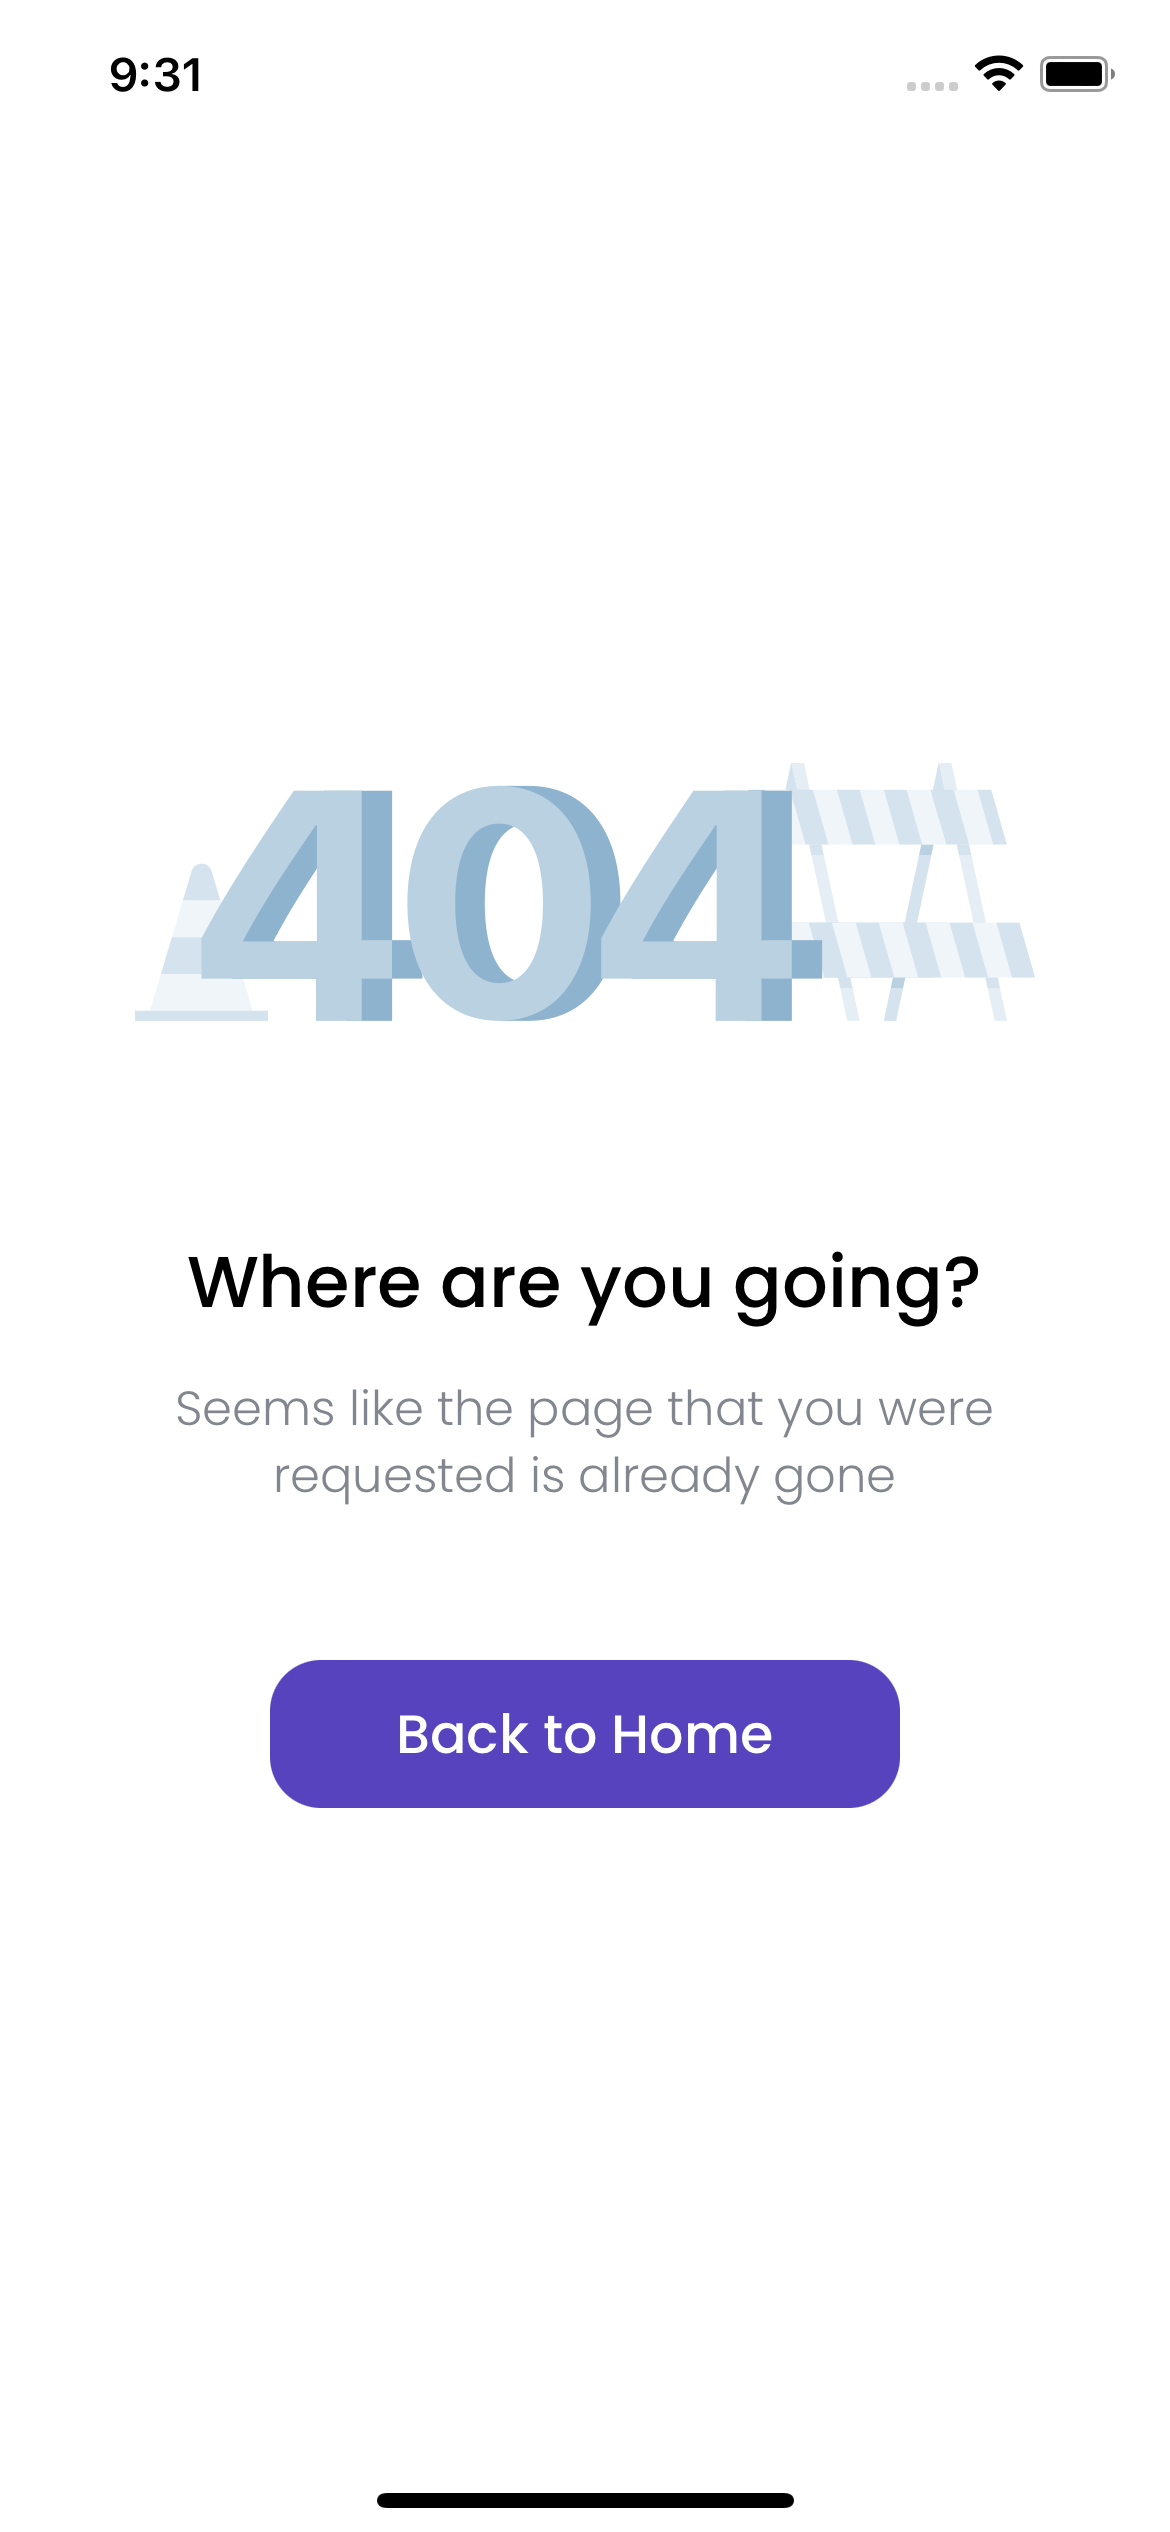 9:31
404
Where are you going?
Seems like the page that you were
requested is already gone
Back to Home